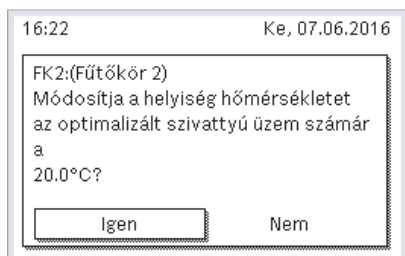 16:22 Ke, 07.06.2016
FK2:(Fűtőkör 2)
Módosítja a helyiség hőmérsékletet
az optimalizált szivattyú üzem számár
a
20.0°C?
Igen Nem